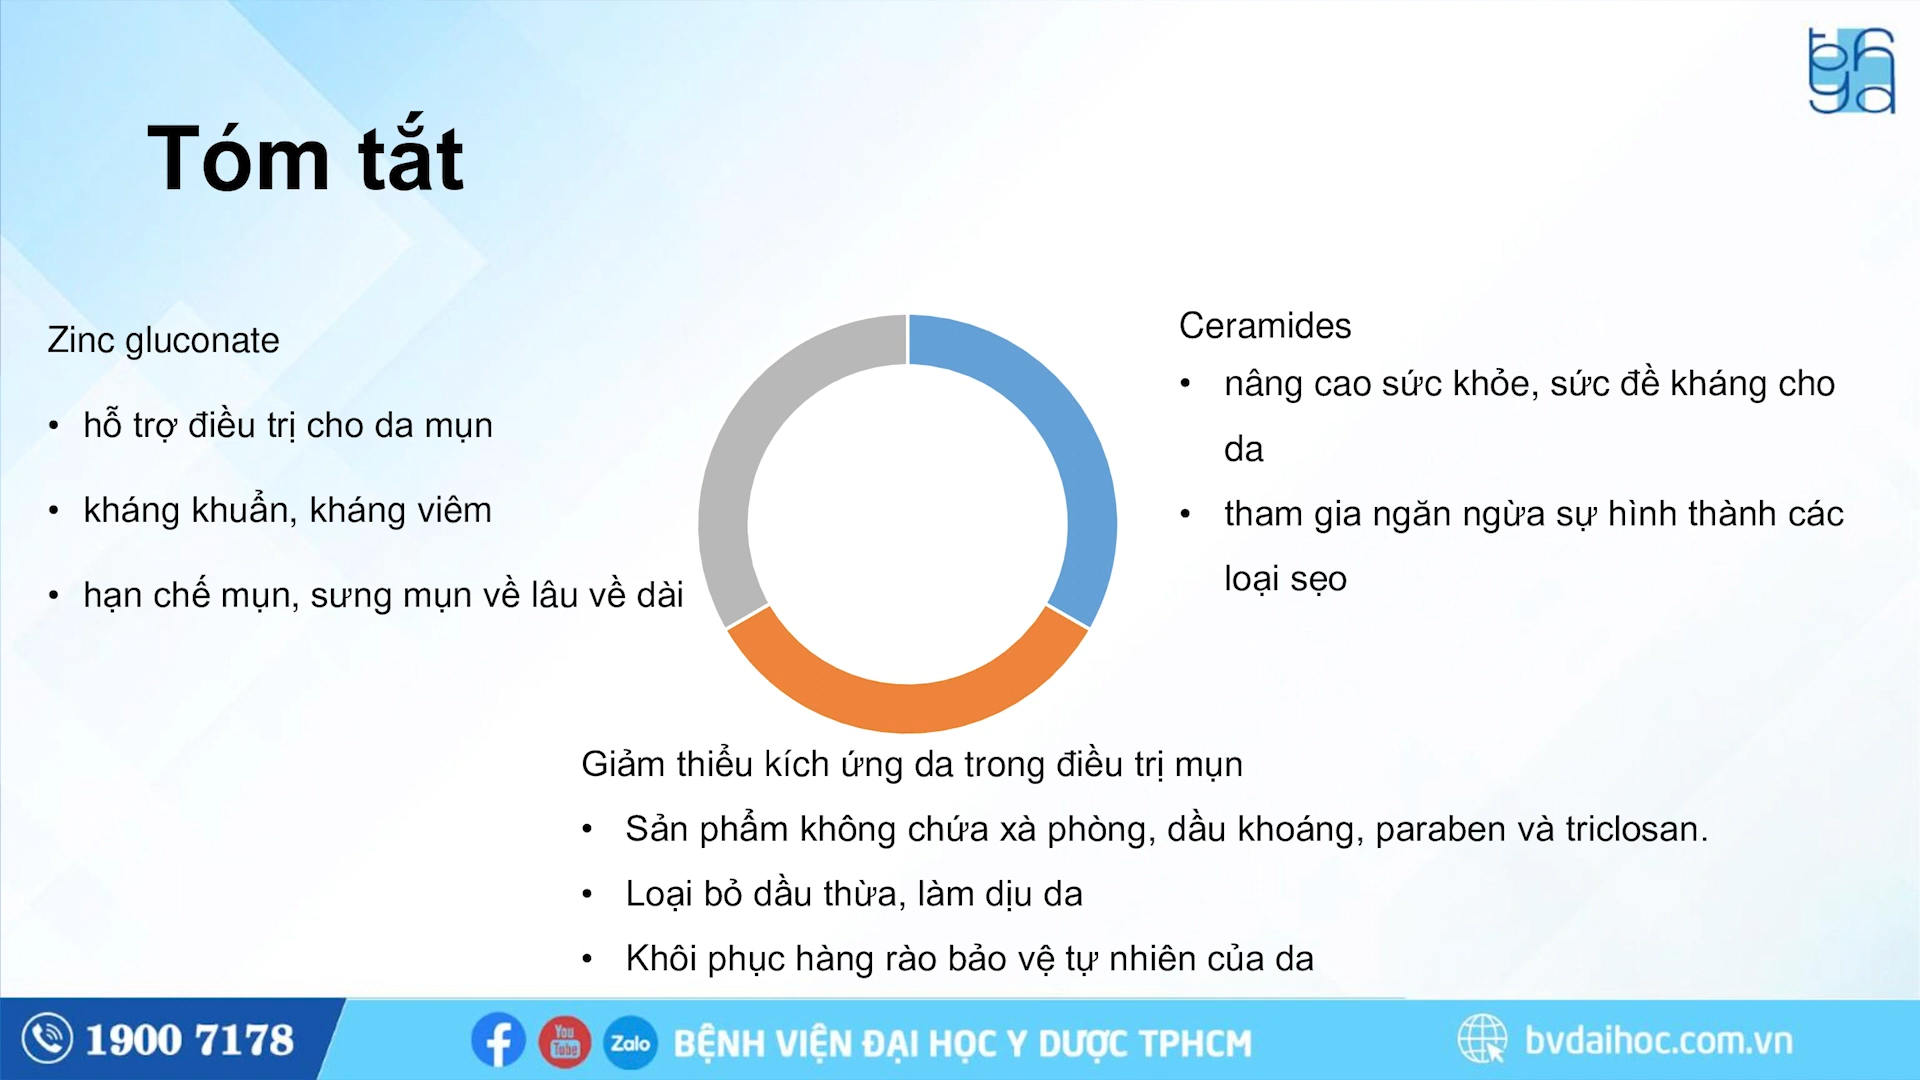 Tóm tắt
Zinc gluconate
• hỗ trợ điều trị cho da mụn
• kháng khuẩn, kháng viêm
• hạn chế mụn, sưng mụn về lâu về dài
Ceramides
• nâng cao sức khỏe, sức đề kháng cho
da
• tham gia ngăn ngừa sự hình thành các
loại sẹo
Giảm thiểu kích ứng da trong điều trị mụn
• Sản phẩm không chứa xà phòng, dầu khoáng, paraben và triclosan.
• Loại bỏ dầu thừa, làm dịu da
• Khôi phục hàng rào bảo vệ tự nhiên của da
1900 7178
You
Tube
Zalo
BỆNH VIỆN ĐẠI HỌC Y DƯỢC TPHCM
bvdaihoc.com.vn